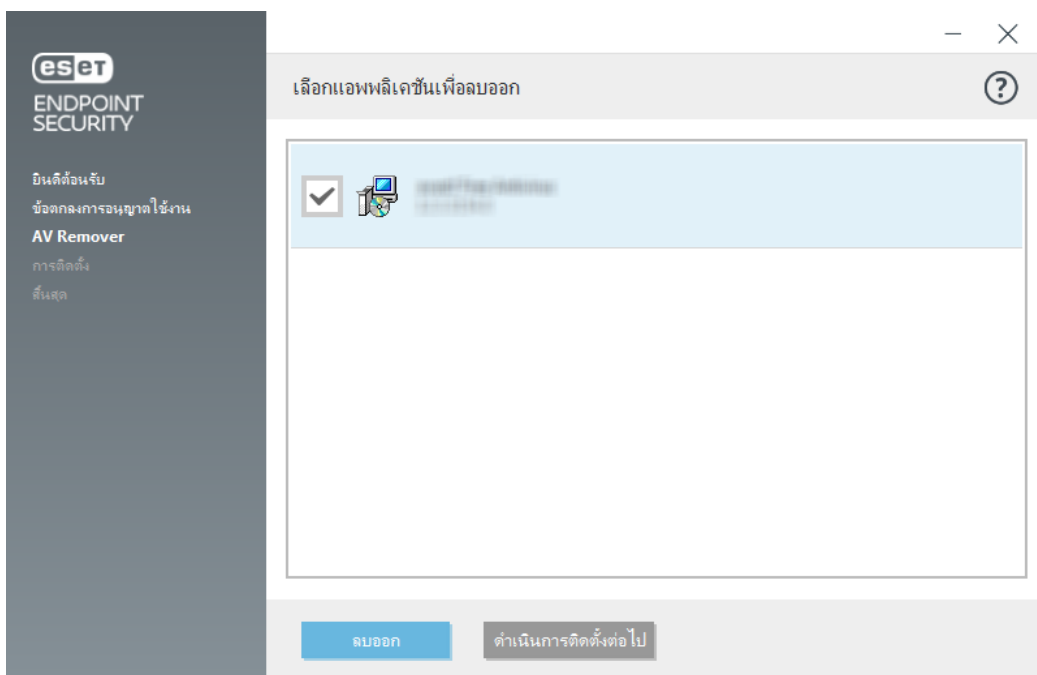 eset
ENDPOINT
SECURITY
ยินดีต้อนรับ
ข้อตกลงการอนุญาตใช้งาน
AV Remover
การติดตั้ง
สิ้นสุด
เลือกแอพพลิเคชันเพื่อลบออก
ลบออก
ดำเนินการติดตั้งต่อไป